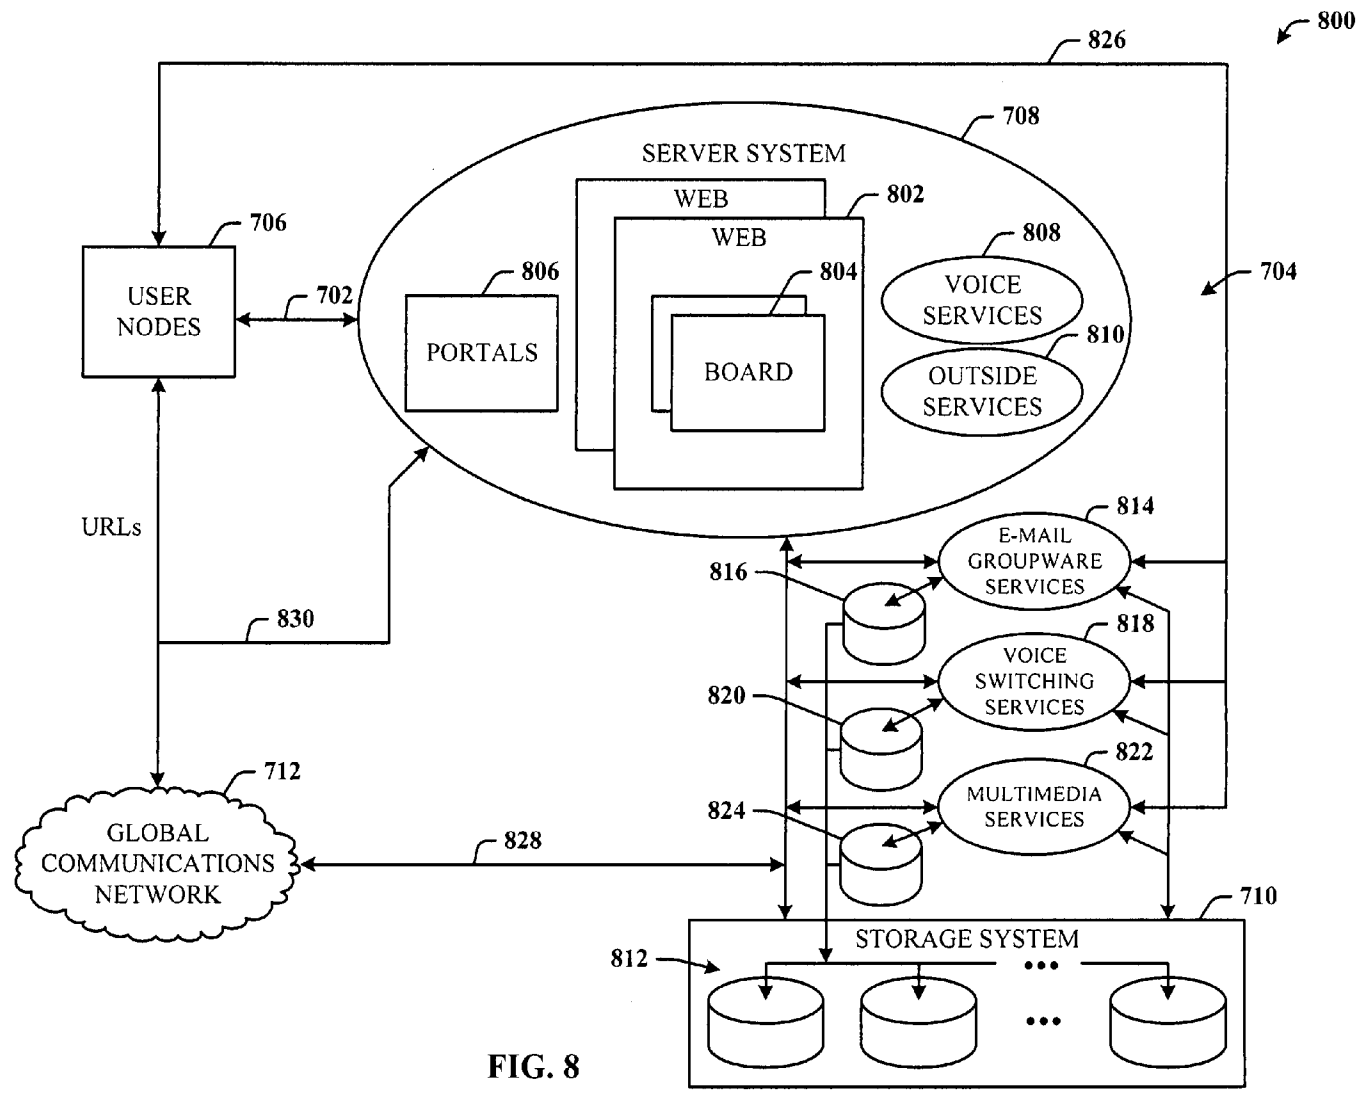 800
826
708
SERVER SYSTEM
WEB
802
WEB
706
USER
NODES
702
806
PORTALS
804
BOARD
808
VOICE
SERVICES
810
OUTSIDE
SERVICES
704
URLs
830
814
E-MAIL
GROUPWARE
SERVICES
816
818
VOICE
SWITCHING
SERVICES
820
822
MULTIMEDIA
SERVICES
824
712
GLOBAL
COMMUNICATIONS
NETWORK
828
710
STORAGE SYSTEM
812
FIG. 8